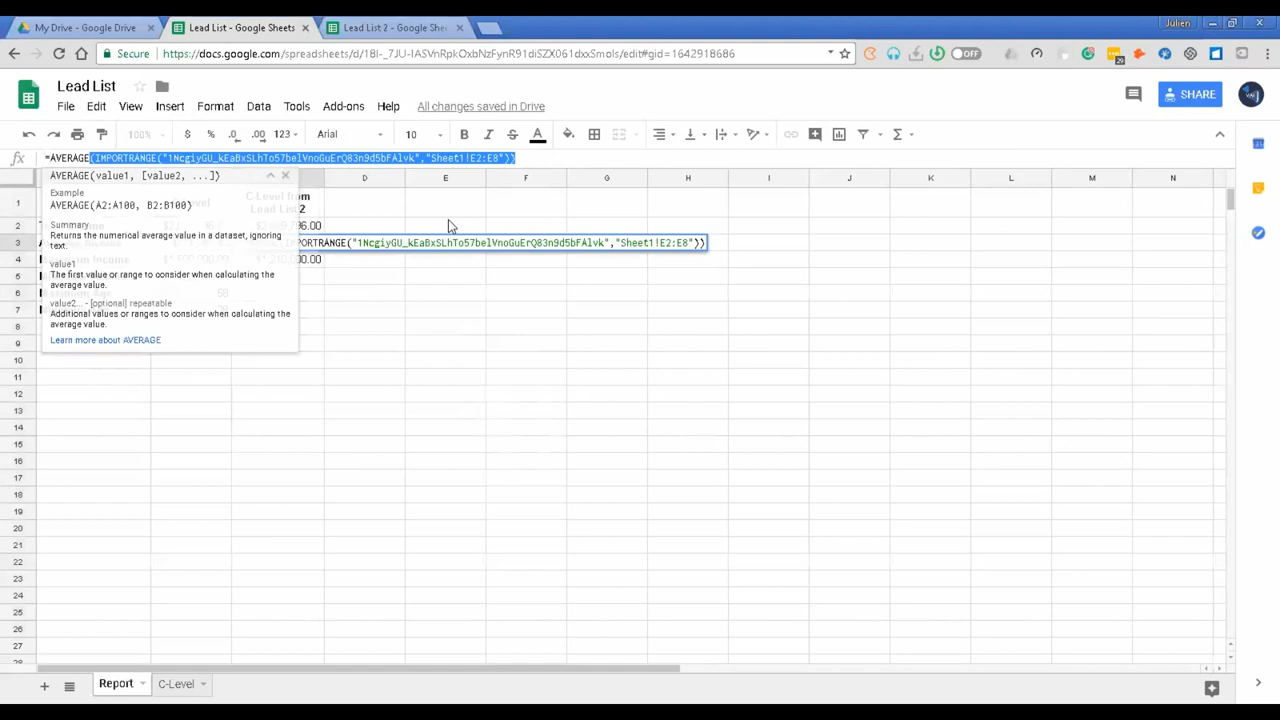 My Drive - Google Drive
Lead List - Google Sheets
Lead List 2 - Google She
Julien
Secure
https://docs.google.com/spreadsheets/d/
/edit#gid=1642918686
OFF
29
Lead List
File Edit View Insert Format Data Tools Add-ons Help
All changes saved in Drive
SHARE
100% $ % .0 .00 123 Arial 10
fx
=AVERAGE(IMPORTRANGE("1NcgiyGU_kEaBxSLhTo57belVnoGuErQ83n9d5bFAlvk","Sheet1!E2:E8"))
AVERAGE(value1, [value2, ...])
Example
AVERAGE(A2:A100, B2:B100)
Summary
Returns the numerical average value in a dataset, ignoring
text.
value1
The first value or range to consider when calculating the
average value.
value2... - [optional] repeatable
Additional values or ranges to consider when calculating the
average value.
Learn more about AVERAGE
D E F G H I J K L M N
C Level from
Lead List 2
796.00
PORTRANGE("1NcgiyGU_kEaBxSLhTo57belVnoGuErQ83n9d5bFAlvk","Sheet1!E2:E8"))
58
1
2
3
4
5
6
7
8
9
10
11
12
13
14
15
16
17
18
19
20
21
22
23
24
25
26
27
28
Report
C-Level